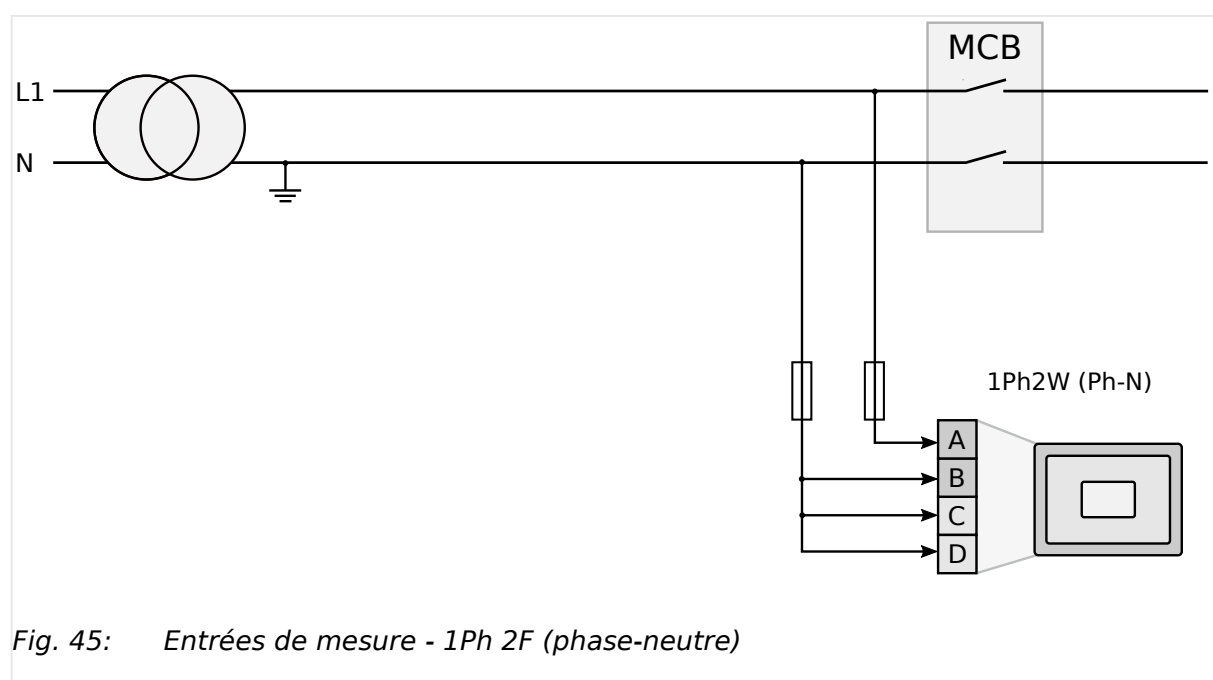 MCB
L1
N
1Ph2W (Ph-N)
A
B
C
D
Fig. 45: Entrées de mesure - 1Ph 2F (phase-neutre)